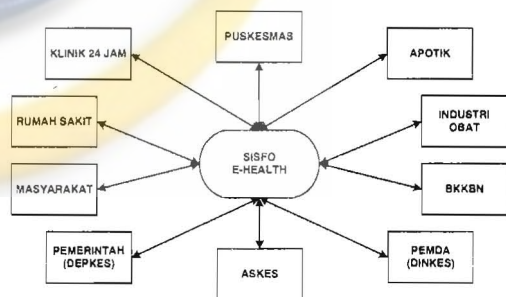 PUSKESMAS
KLINIK 24 JAM
APOTIK
RUMAH SAKIT
INDUSTRI
OBAT
SISFO
E-HEALTH
MASYARAKAT
BKKBN
PEMERINTAH
(DEPKES)
ASKES
PEMDA
(DINKES)